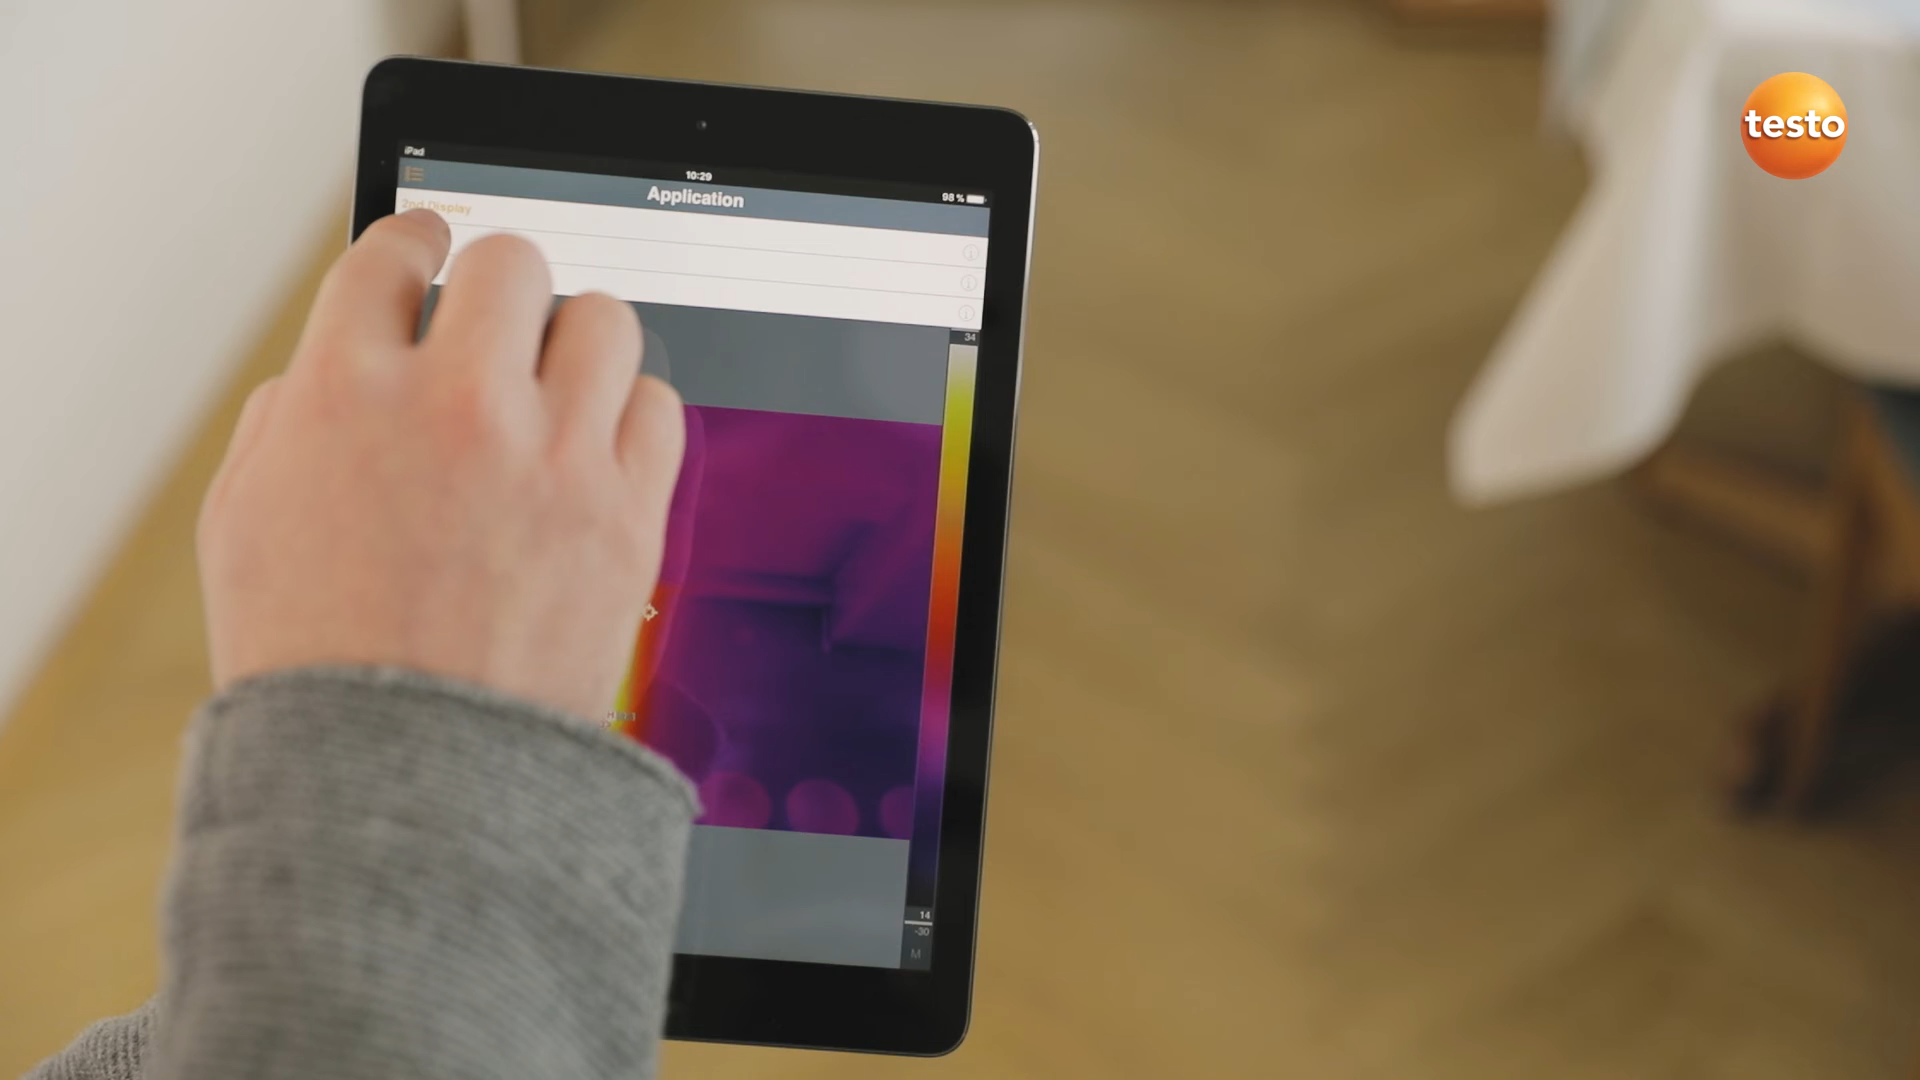 testo
iPad
10:29
98 %
Application
2nd Display
34
14
-30
M